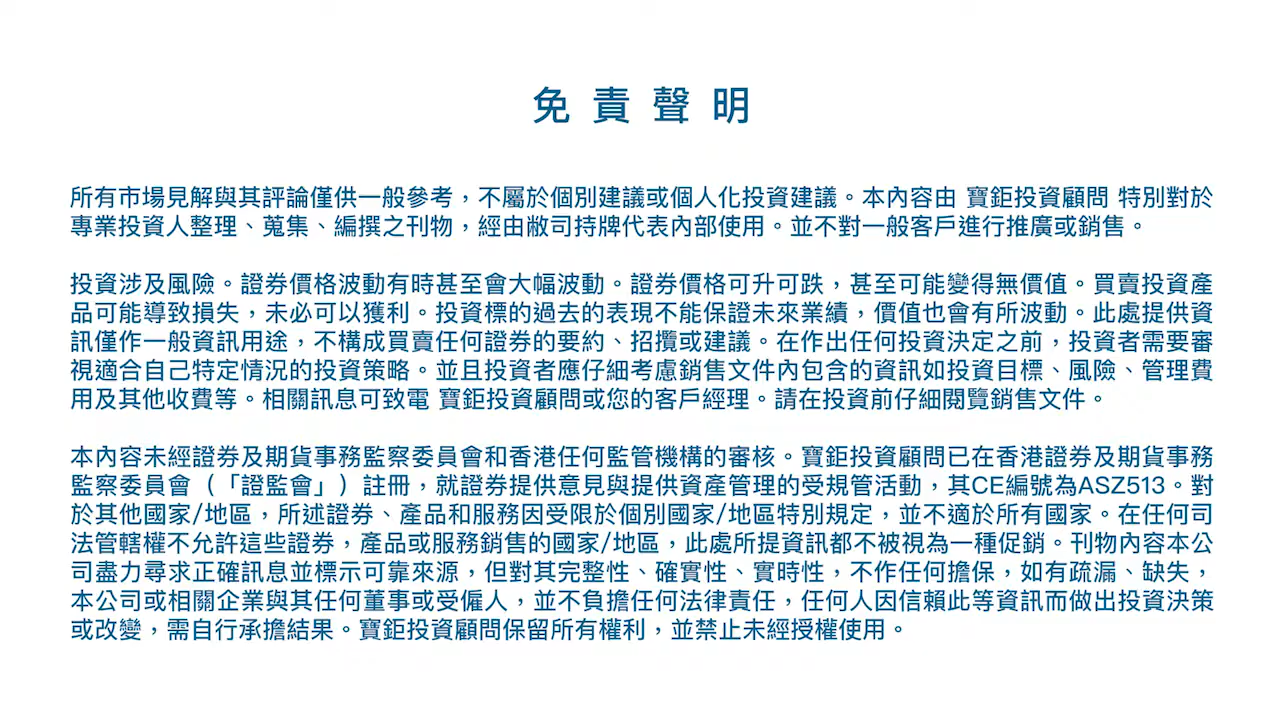 免責聲明
所有市場見解與其評論僅供一般參考，不屬於個別建議或個人化投資建議。本內容由 寶鉅投資顧問 特別對於
專業投資人整理、蒐集、編撰之刊物，經由敝司持牌代表內部使用。並不對一般客戶進行推廣或銷售。
投資涉及風險。證券價格波動有時甚至會大幅波動。證券價格可升可跌，甚至可能變得無價值。買賣投資產
品可能導致損失，未必可以獲利。投資標的過去的表現不能保證未來業績，價值也會有所波動。此處提供資
訊僅作一般資訊用途，不構成買賣任何證券的要約、招攬或建議。在作出任何投資決定之前，投資者需要審
視適合自己特定情況的投資策略。並且投資者應仔細考慮銷售文件內包含的資訊如投資目標、風險、管理費
用及其他收費等。相關訊息可致電 寶鉅投資顧問或您的客戶經理。請在投資前仔細閱覽銷售文件。
本內容未經證券及期貨事務監察委員會和香港任何監管機構的審核。寶鉅投資顧問已在香港證券及期貨事務
監察委員會（「證監會」）註冊，就證券提供意見與提供資產管理的受規管活動，其CE編號為ASZ513。對
於其他國家/地區，所述證券、產品和服務因受限於個別國家/地區特別規定，並不適於所有國家。在任何司
法管轄權不允許這些證券，產品或服務銷售的國家/地區，此處所提資訊都不被視為一種促銷。刊物內容本公
司盡力尋求正確訊息並標示可靠來源，但對其完整性、確實性、實時性，不作任何擔保，如有疏漏、缺失，
本公司或相關企業與其任何董事或受僱人，並不負擔任何法律責任，任何人因信賴此等資訊而做出投資決策
或改變，需自行承擔結果。寶鉅投資顧問保留所有權利，並禁止未經授權使用。